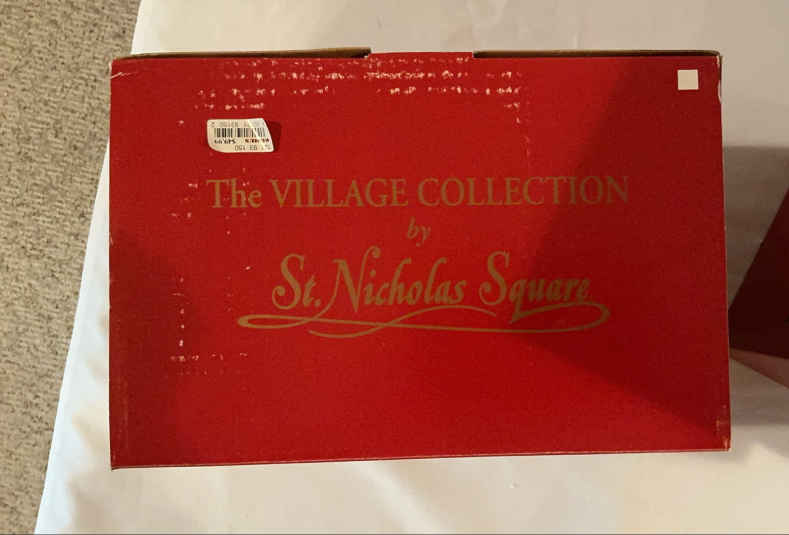 The VILLAGE COLLECTION
by
St. Nicholas Square